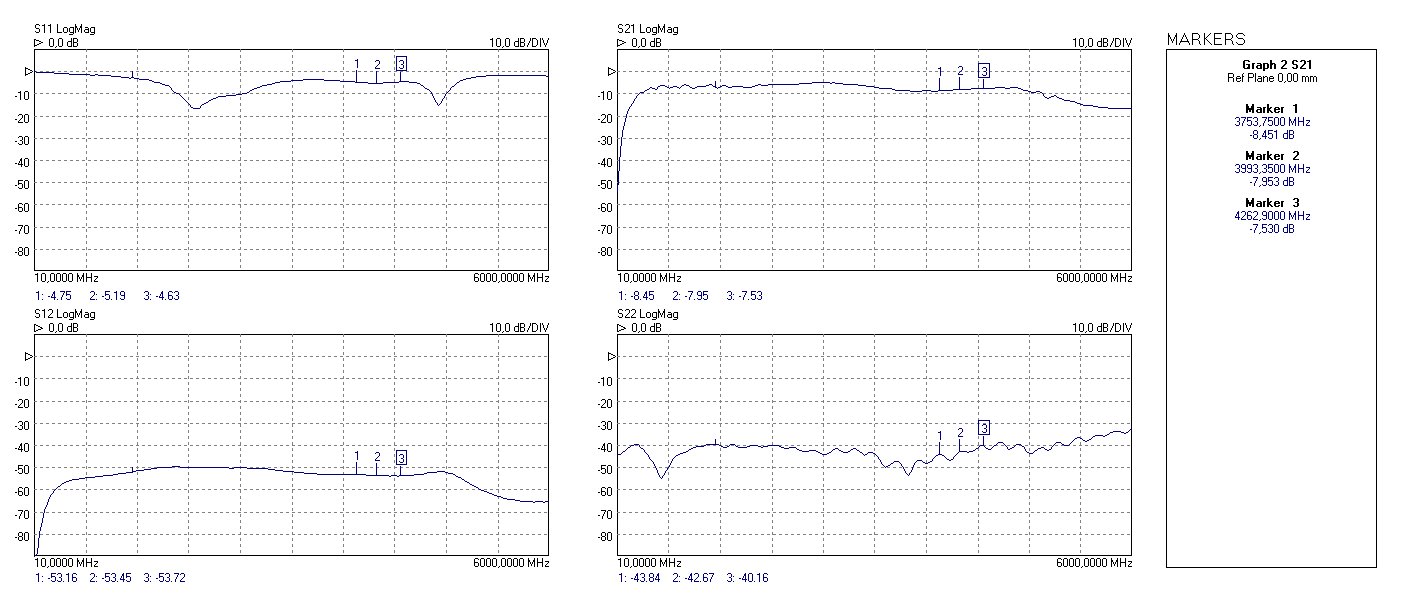 S11 LogMag
0,0 dB 10,0 dB/DIV
1 2 3
-10
-20
-30
-40
-50
-60
-70
-80
10,0000 MHz 6000,0000 MHz
1: -4.75 2: -5.19 3: -4.63
S21 LogMag
0,0 dB 10,0 dB/DIV
1 2 3
-10
-20
-30
-40
-50
-60
-70
-80
10,0000 MHz 6000,0000 MHz
1: -8.45 2: -7.95 3: -7.53
S12 LogMag
0,0 dB 10,0 dB/DIV
-10
-20
-30
-40
1 2 3
-50
-60
-70
-80
10,0000 MHz 6000,0000 MHz
1: -53.16 2: -53.45 3: -53.72
S22 LogMag
0,0 dB 10,0 dB/DIV
-10
-20
-30
1 2 3
-40
-50
-60
-70
-80
10,0000 MHz 6000,0000 MHz
1: -43.84 2: -42.67 3: -40.16
MARKERS
Graph 2 S21
Ref Plane 0,00 mm
Marker 1
3753,7500 MHz
-8,451 dB
Marker 2
3993,3500 MHz
-7,953 dB
Marker 3
4262,9000 MHz
-7,530 dB